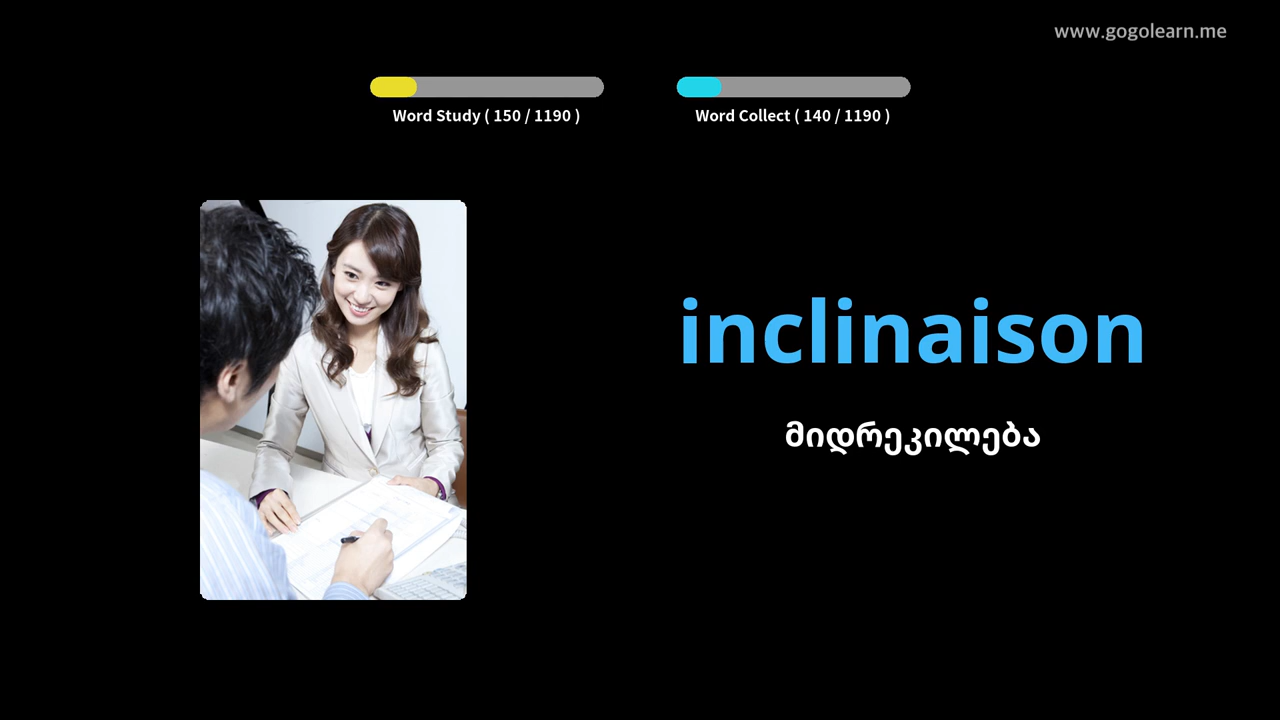 www.gogolearn.me
Word Study ( 150 / 1190 )
Word Collect ( 140 / 1190 )
inclinaison
მიდრეკილება